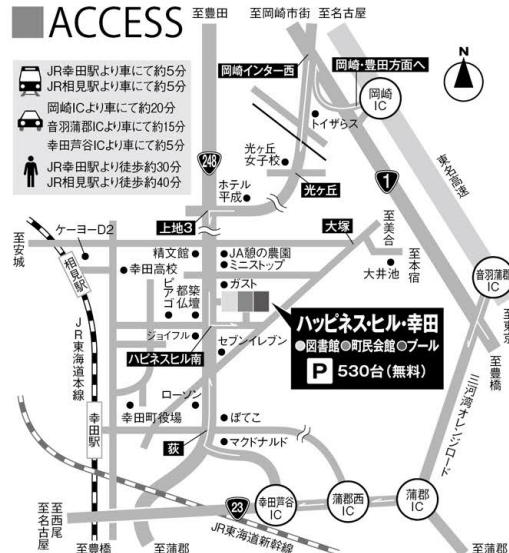 ACCESS
JR幸田駅より車にて約5分
JR相見駅より車にて約5分
岡崎ICより車にて約20分
音羽蒲郡ICより車にて約15分
幸田芦谷ICより車にて約5分
JR幸田駅より徒歩約30分
JR相見駅より徒歩約40分
至豊田
至岡崎市街
至名古屋
N
岡崎インター西
岡崎・豊田方面へ
岡崎
IC
トイザらス
248
光ヶ丘
女子校
1
東名高速
ホテル
平成
光ヶ丘
上地3
大塚
至美合
至本宿
ケーヨーD2
至安城
相見駅
精文館
JA憩の農園
幸田高校
ミニストップ
大井池
音羽蒲郡
IC
至東京
ガスト
ピアゴ
都築仏壇
ハッピネス・ヒル・幸田
図書館 町民会館 プール
P 530台(無料)
ジョイフル
ハピネスヒル南
セブンイレブン
至豊橋
JR東海道本線
三河湾オレンジロード
ローソン
幸田町役場
ぽてこ
幸田駅
荻
マクドナルド
23
幸田芦谷
IC
蒲郡西
IC
蒲郡
IC
至西尾
至名古屋
JR東海道新幹線
至豊橋
至蒲郡
至蒲郡